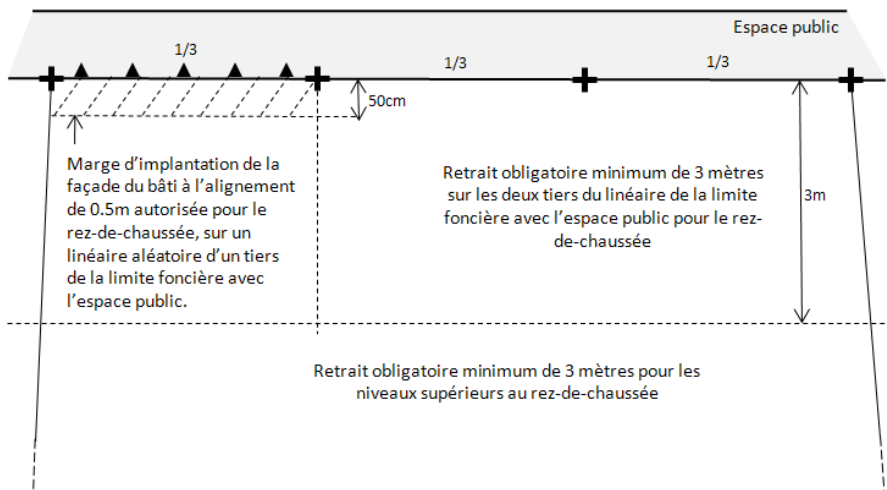 Espace public
1/3
1/3
1/3
50cm
Marge d'implantation de la
façade du bâti à l'alignement
de 0.5m autorisée pour le
rez-de-chaussée, sur un
linéaire aléatoire d'un tiers
de la limite foncière avec
l'espace public.
Retrait obligatoire minimum de 3 mètres
sur les deux tiers du linéaire de la limite
foncière avec l'espace public pour le rez-
de-chaussée
3m
Retrait obligatoire minimum de 3 mètres pour les
niveaux supérieurs au rez-de-chaussée